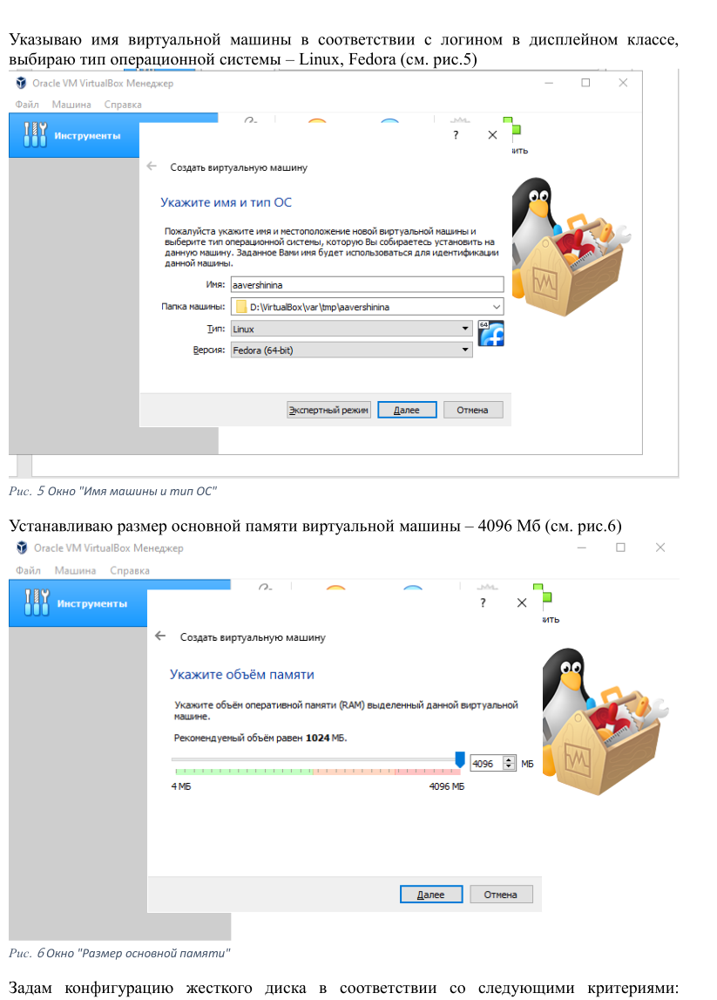 Указываю имя виртуальной машины в соответствии с логином в дисплейном классе,
выбираю тип операционной системы – Linux, Fedora (см. рис.5)
Oracle VM VirtualBox Менеджер
Файл Машина Справка
Инструменты
?
ить
Создать виртуальную машину
Укажите имя и тип ОС
Пожалуйста укажите имя и местоположение новой виртуальной машины и
выберите тип операционной системы, которую Вы собираетесь установить на
данную машину. Заданное Вами имя будет использоваться для идентификации
данной машины.
Имя: aavershinina
Папка машины: D:\VirtualBox\var\tmp\aavershinina
Тип: Linux
64
Версия: Fedora (64-bit)
Экспертный режим Далее Отмена
Рис. 5 Окно "Имя машины и тип ОС"
Устанавливаю размер основной памяти виртуальной машины – 4096 Мб (см. рис.6)
Oracle VM VirtualBox Менеджер
Файл Машина Справка
Инструменты
?
ить
Создать виртуальную машину
Укажите объём памяти
Укажите объём оперативной памяти (RAM) выделенный данной виртуальной
машине.
Рекомендуемый объём равен 1024 МБ.
4096 МБ
4 МБ 4096 МБ
Далее Отмена
Рис. 6 Окно "Размер основной памяти"
Задам конфигурацию жесткого диска в соответствии со следующими критериями: